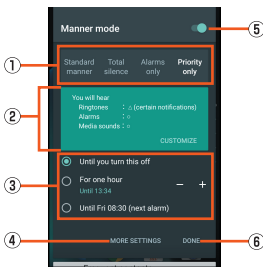 Manner mode
⑤
①
Standard manner
Total silence
Alarms only
Priority only
②
You will hear
Ringtones : △ (certain notifications)
Alarms : ○
Media sounds : ○
CUSTOMIZE
③
Until you turn this off
For one hour
Until 13:34
− +
Until Fri 08:30 (next alarm)
④
MORE SETTINGS
DONE
⑥